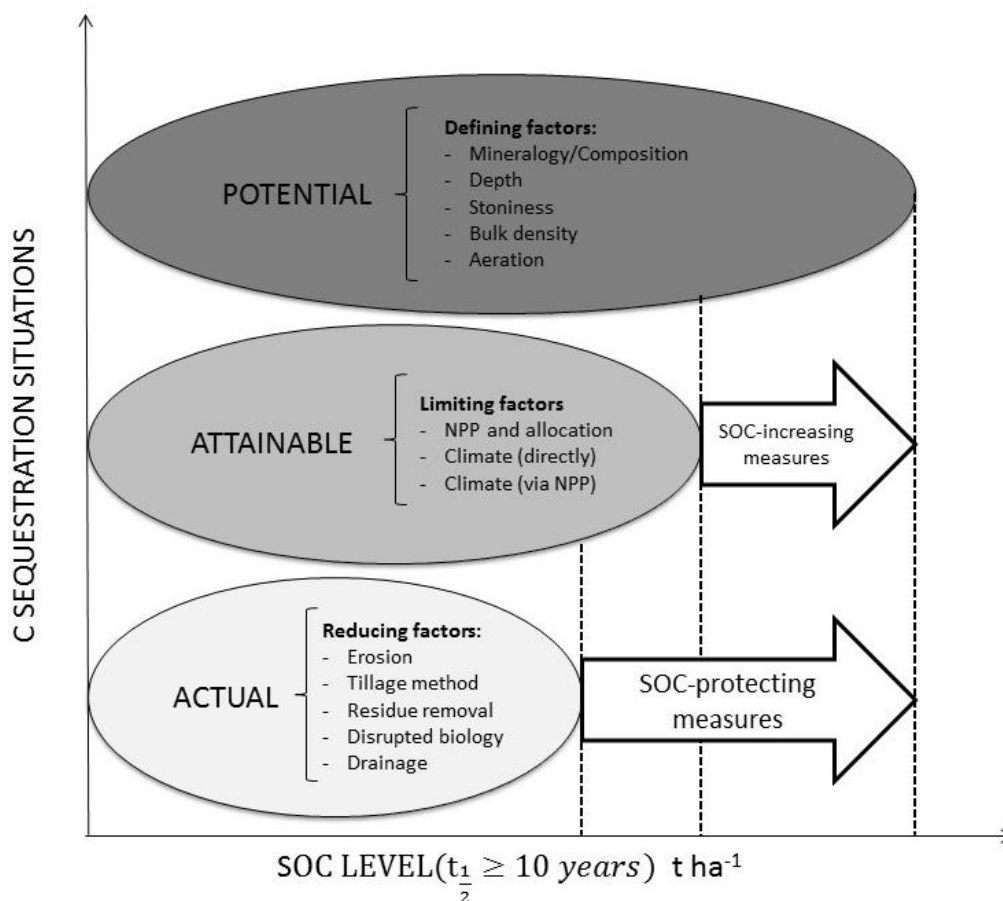 C SEQUESTRATION SITUATIONS
POTENTIAL
Defining factors:
- Mineralogy/Composition
- Depth
- Stoniness
- Bulk density
- Aeration
ATTAINABLE
Limiting factors
- NPP and allocation
- Climate (directly)
- Climate (via NPP)
SOC-increasing
measures
ACTUAL
Reducing factors:
- Erosion
- Tillage method
- Residue removal
- Disrupted biology
- Drainage
SOC-protecting
measures
SOC LEVEL(t½ ≥ 10 years) t ha⁻¹